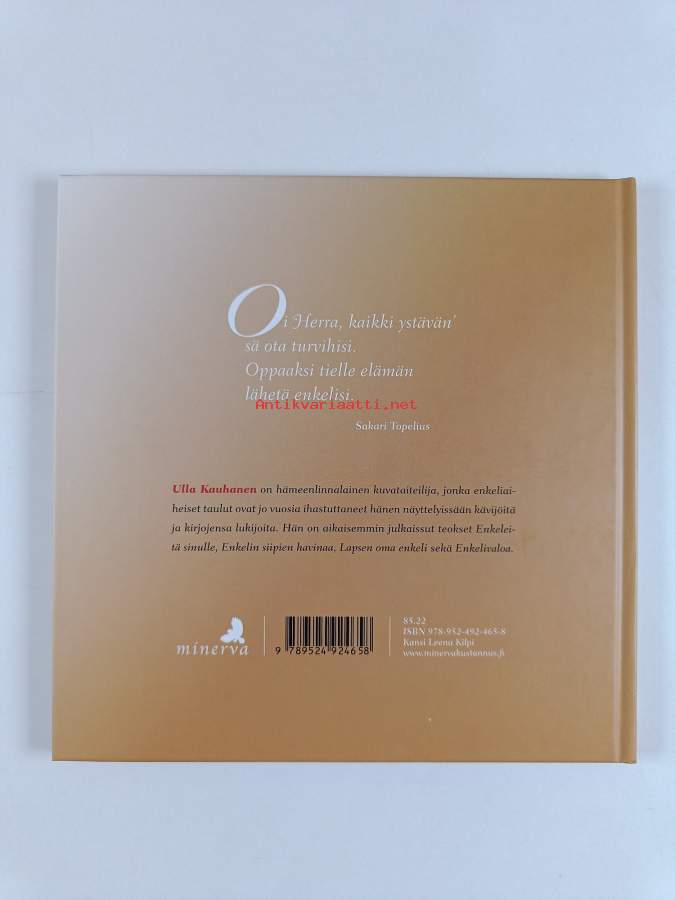 Oi Herra, kaikki ystävän'
sä ota turvihisi.
Oppaaksi tielle elämän
lähetä enkelisi.
Antikvariaatti.net
Sakari Topelius
Ulla Kauhanen on hämeenlinnalainen kuvataiteilija, jonka enkeliai-
heiset taulut ovat jo vuosia ihastuttaneet hänen näyttelyissään kävijöitä
ja kirjojensa lukijoita. Hän on aikaisemmin julkaissut teokset Enkelei-
tä sinulle, Enkelin siipien havinaa, Lapsen oma enkeli sekä Enkelivaloa.
minerva
9 789524 924658
85.22
ISBN 978-952-492-465-8
Kansi Leena Kilpi
www.minervakustannus.fi